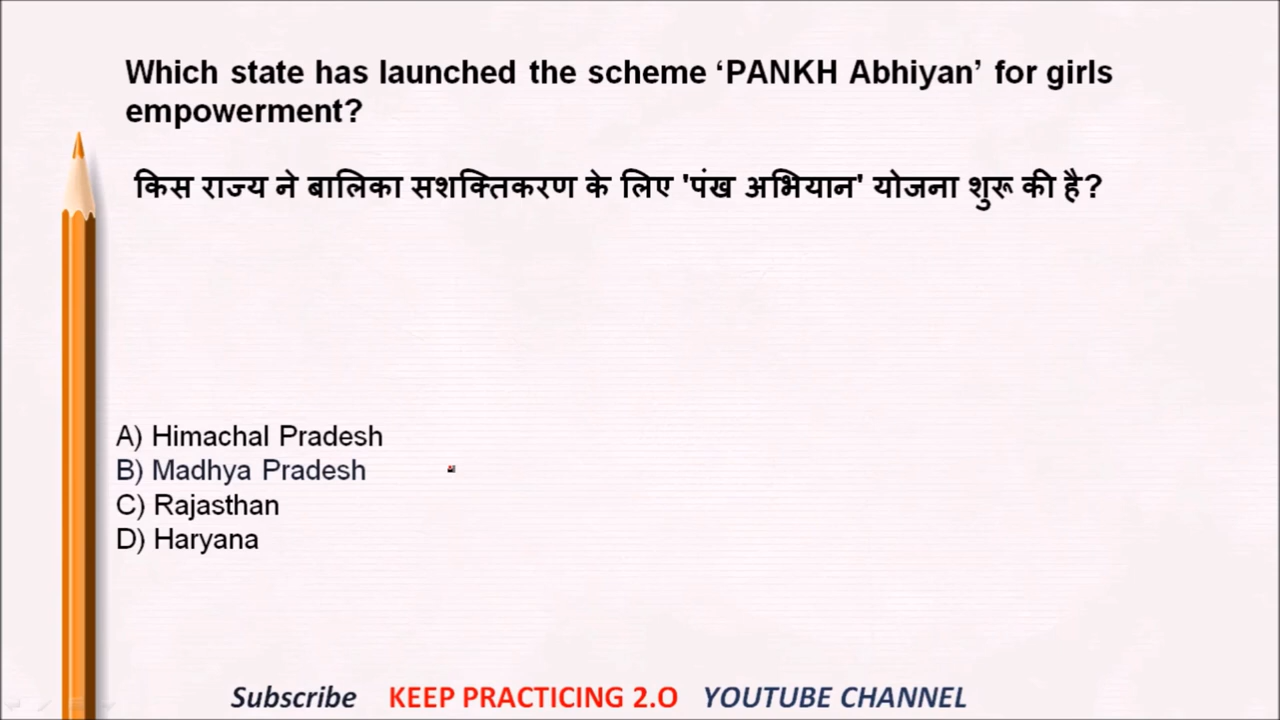 Which state has launched the scheme ‘PANKH Abhiyan’ for girls
empowerment?
किस राज्य ने बालिका सशक्तिकरण के लिए 'पंख अभियान' योजना शुरू की है?
A) Himachal Pradesh
B) Madhya Pradesh
C) Rajasthan
D) Haryana
Subscribe KEEP PRACTICING 2.O YOUTUBE CHANNEL